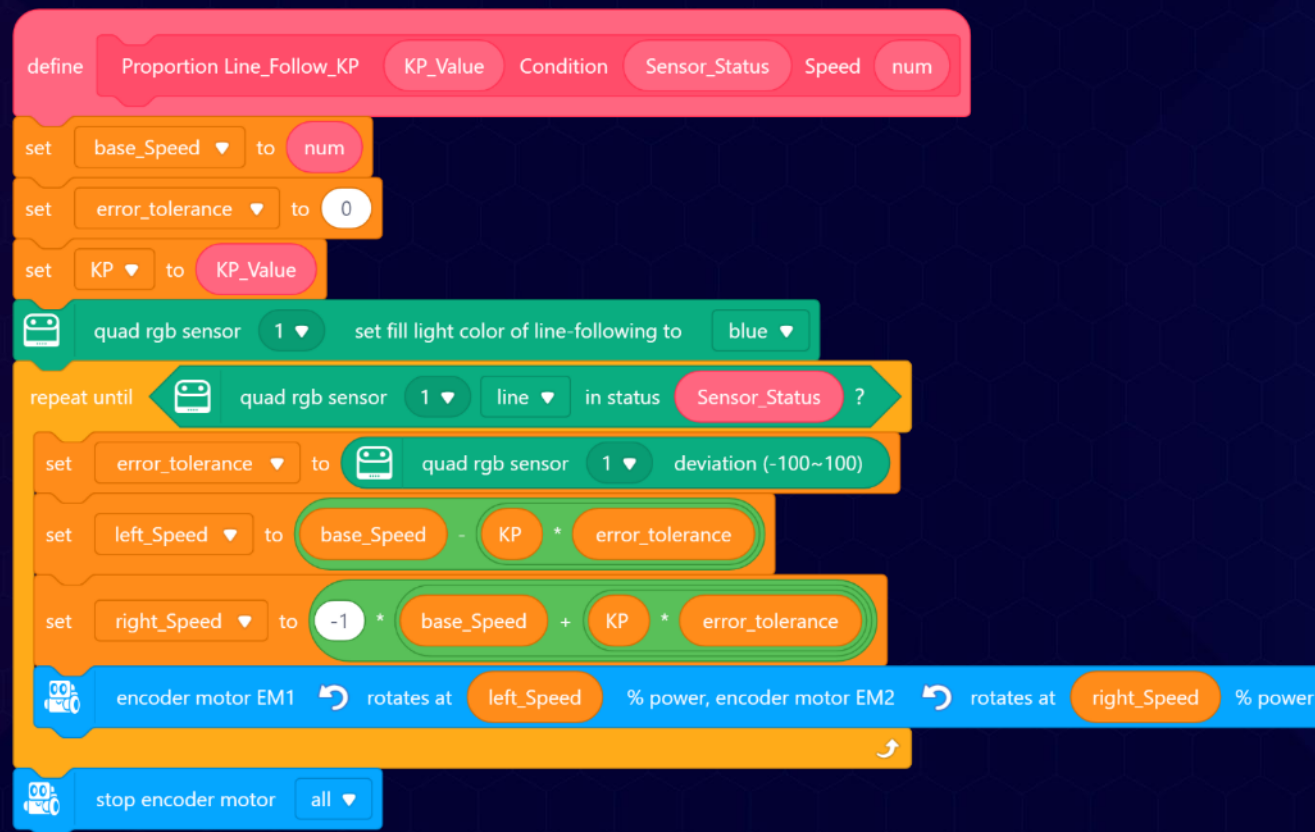 define Proportion Line_Follow_KP KP_Value Condition Sensor_Status Speed num
set base_Speed to num
set error_tolerance to 0
set KP to KP_Value
quad rgb sensor 1 set fill light color of line-following to blue
repeat until quad rgb sensor 1 line in status Sensor_Status ?
set error_tolerance to quad rgb sensor 1 deviation (-100~100)
set left_Speed to base_Speed - KP * error_tolerance
set right_Speed to -1 * base_Speed + KP * error_tolerance
encoder motor EM1 rotates at left_Speed % power, encoder motor EM2 rotates at right_Speed % power
stop encoder motor all